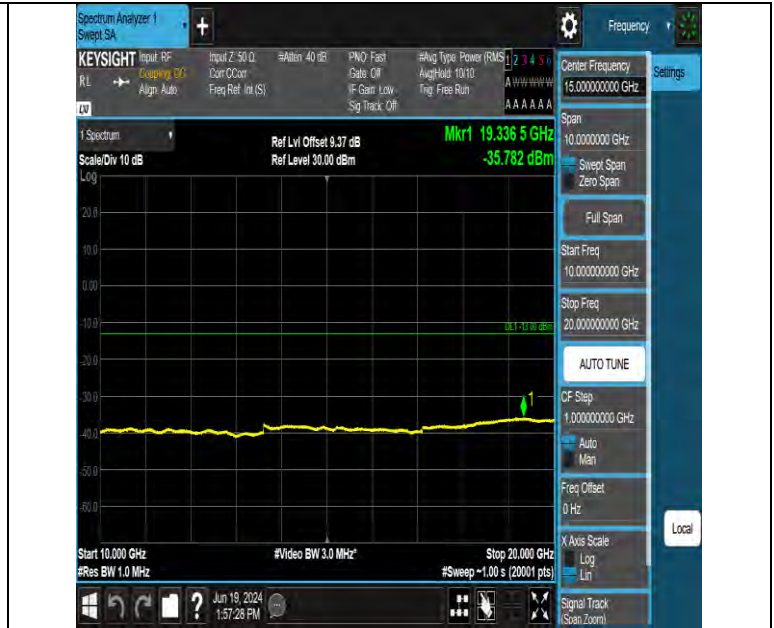 Spectrum Analyzer 1
Swept SA
+
Frequency
KEYSIGHT
RL
LV
Input: RF
Coupling: DC
Align: Auto
Input Z: 50 Ω
Corr CCorr
Freq Ref: Int (S)
#Atten: 40 dB
PNO: Fast
Gate: Off
IF Gain: Low
Sig Track: Off
#Avg Type: Power (RMS
Avg|Hold: 10/10
Trig: Free Run
1 2 3 4 5 6
A W W W W W
A A A A A A
1 Spectrum
Scale/Div 10 dB
Log
Ref Lvl Offset 9.37 dB
Ref Level 30.00 dBm
Mkr1 19.336 5 GHz
-35.782 dBm
20.0
10.0
0.00
-10.0
-20.0
-30.0
-40.0
-50.0
-60.0
DL1 -13.00 dBm
1
Start 10.000 GHz
#Res BW 1.0 MHz
#Video BW 3.0 MHz*
Stop 20.000 GHz
#Sweep ~1.00 s (20001 pts)
Center Frequency
15.000000000 GHz
Settings
Span
10.0000000 GHz
Swept Span
Zero Span
Full Span
Start Freq
10.000000000 GHz
Stop Freq
20.000000000 GHz
AUTO TUNE
CF Step
1.000000000 GHz
Auto
Man
Freq Offset
0 Hz
X Axis Scale
Log
Lin
Local
Signal Track
(Span Zoom)
?
Jun 19, 2024
1:57:28 PM